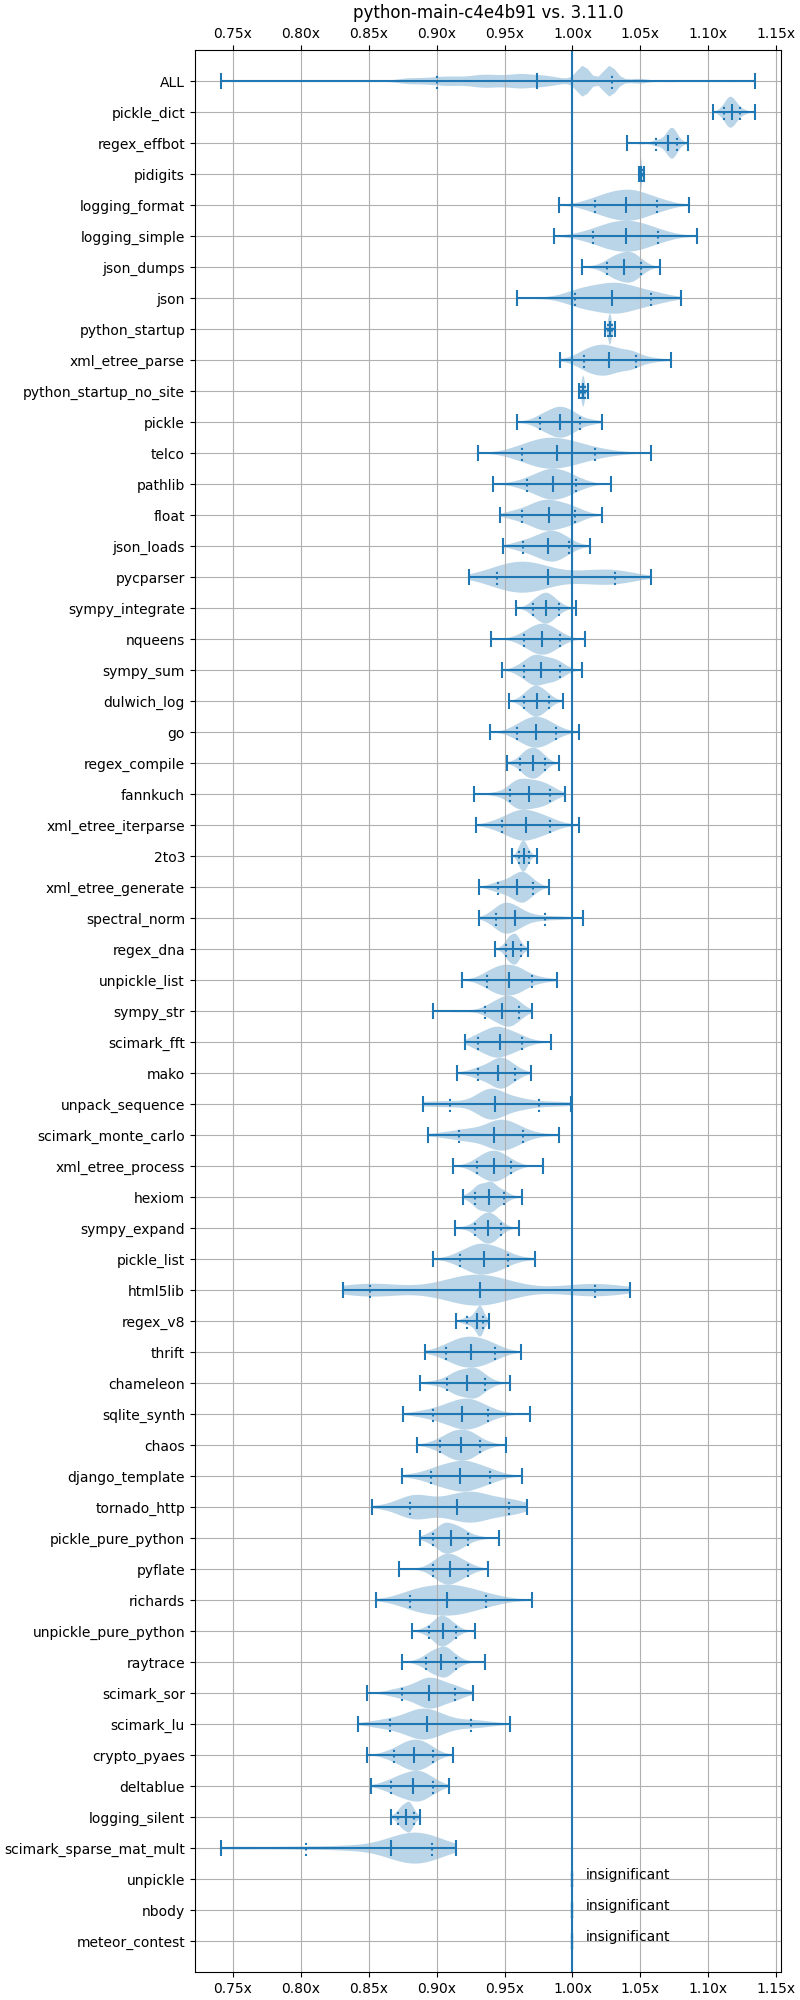 python-main-c4e4b91 vs. 3.11.0
0.75x 0.80x 0.85x 0.90x 0.95x 1.00x 1.05x 1.10x 1.15x
ALL
pickle_dict
regex_effbot
pidigits
logging_format
logging_simple
json_dumps
json
python_startup
xml_etree_parse
python_startup_no_site
pickle
telco
pathlib
float
json_loads
pycparser
sympy_integrate
nqueens
sympy_sum
dulwich_log
go
regex_compile
fannkuch
xml_etree_iterparse
2to3
xml_etree_generate
spectral_norm
regex_dna
unpickle_list
sympy_str
scimark_fft
mako
unpack_sequence
scimark_monte_carlo
xml_etree_process
hexiom
sympy_expand
pickle_list
html5lib
regex_v8
thrift
chameleon
sqlite_synth
chaos
django_template
tornado_http
pickle_pure_python
pyflate
richards
unpickle_pure_python
raytrace
scimark_sor
scimark_lu
crypto_pyaes
deltablue
logging_silent
scimark_sparse_mat_mult
unpickle insignificant
nbody insignificant
meteor_contest insignificant
0.75x 0.80x 0.85x 0.90x 0.95x 1.00x 1.05x 1.10x 1.15x